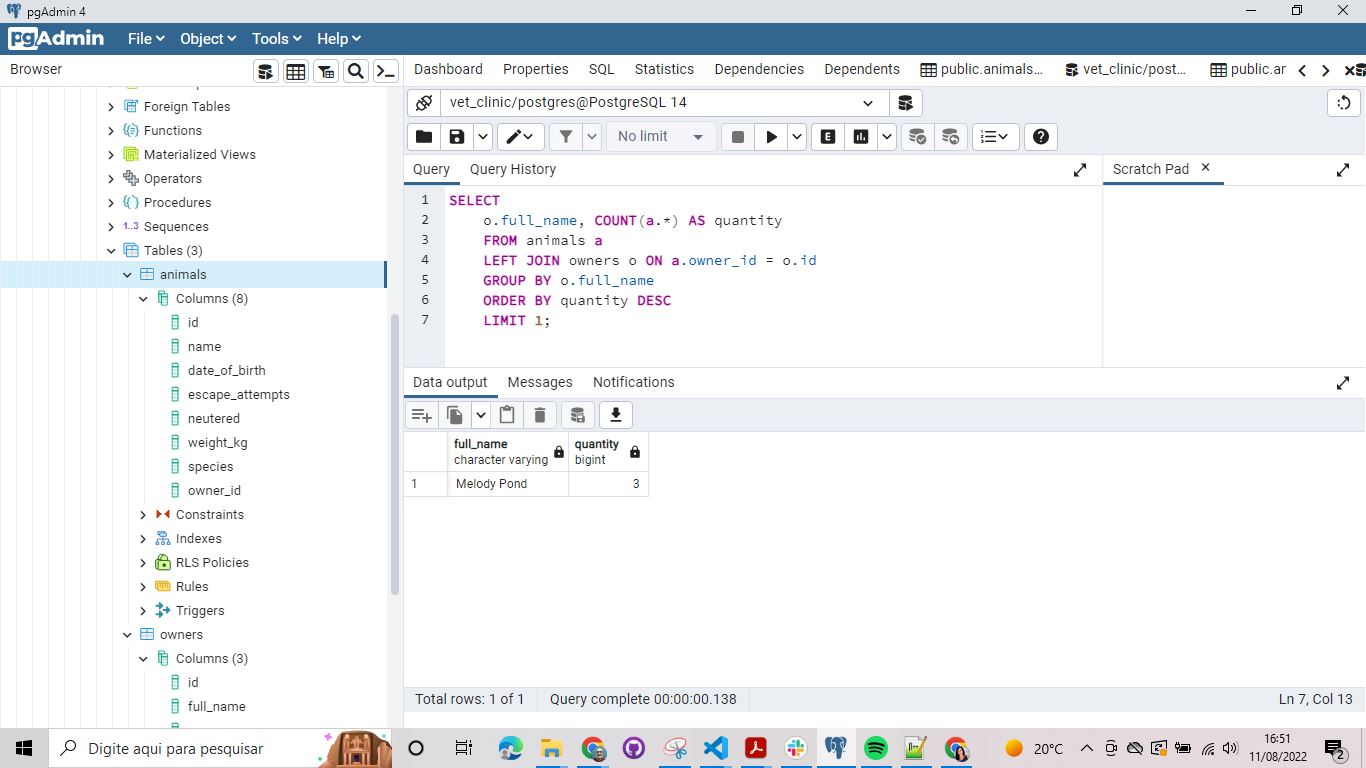 pgAdmin 4
pgAdmin File Object Tools Help
Browser
Dashboard Properties SQL Statistics Dependencies Dependents public.animals... vet_clinic/post... public.ar
Foreign Tables
Functions
Materialized Views
Operators
Procedures
1..3 Sequences
Tables (3)
animals
Columns (8)
id
name
date_of_birth
escape_attempts
neutered
weight_kg
species
owner_id
Constraints
Indexes
RLS Policies
Rules
Triggers
owners
Columns (3)
id
full_name
vet_clinic/postgres@PostgreSQL 14
No limit
E
Query Query History
Scratch Pad
1 SELECT
2 o.full_name, COUNT(a.*) AS quantity
3 FROM animals a
4 LEFT JOIN owners o ON a.owner_id = o.id
5 GROUP BY o.full_name
6 ORDER BY quantity DESC
7 LIMIT 1;
Data output Messages Notifications
full_name quantity
character varying bigint
1 Melody Pond 3
Total rows: 1 of 1 Query complete 00:00:00.138 Ln 7, Col 13
Digite aqui para pesquisar
20°C
16:51
11/08/2022
2